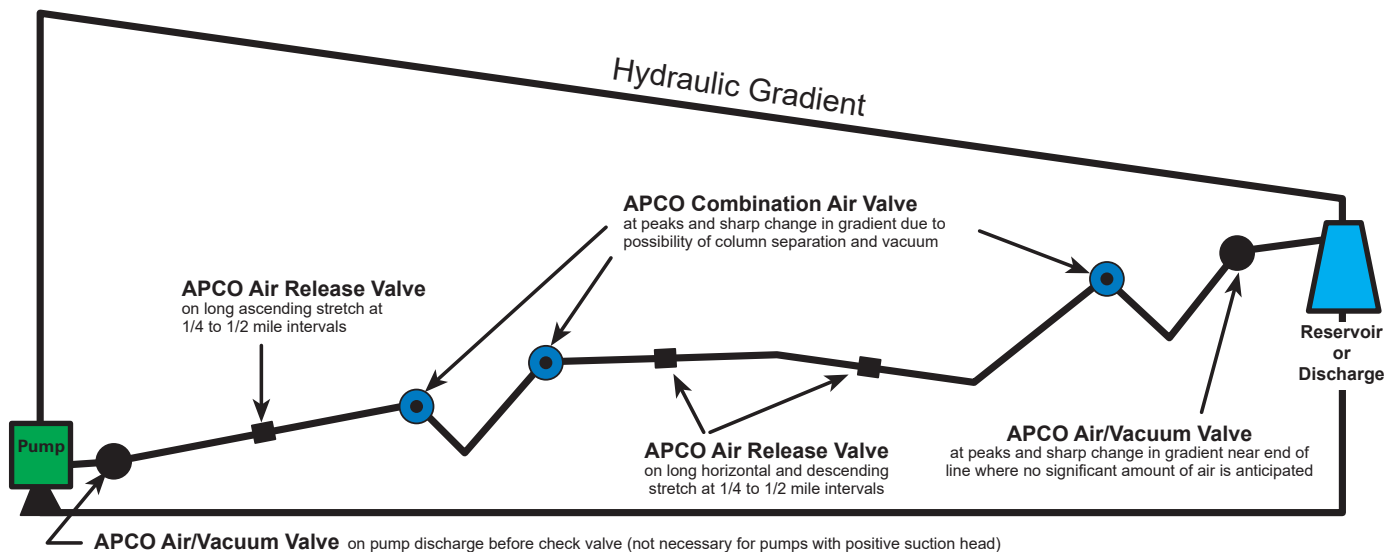 Hydraulic Gradient
APCO Combination Air Valve
at peaks and sharp change in gradient due to
possibility of column separation and vacuum
APCO Air Release Valve
on long ascending stretch at
1/4 to 1/2 mile intervals
Reservoir
or
Discharge
Pump
APCO Air Release Valve
on long horizontal and descending
stretch at 1/4 to 1/2 mile intervals
APCO Air/Vacuum Valve
at peaks and sharp change in gradient near end of
line where no significant amount of air is anticipated
APCO Air/Vacuum Valve on pump discharge before check valve (not necessary for pumps with positive suction head)